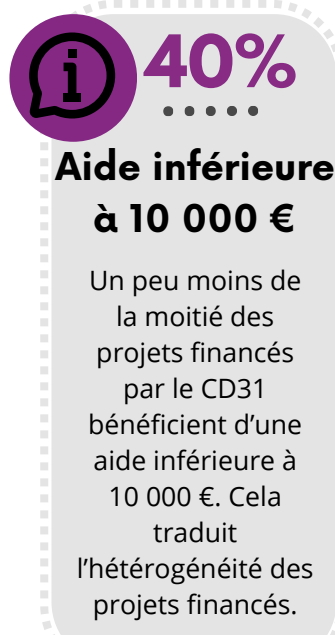 40%
Aide inférieure
à 10 000 €
Un peu moins de
la moitié des
projets financés
par le CD31
bénéficient d’une
aide inférieure à
10 000 €. Cela
traduit
l’hétérogénéité des
projets financés.